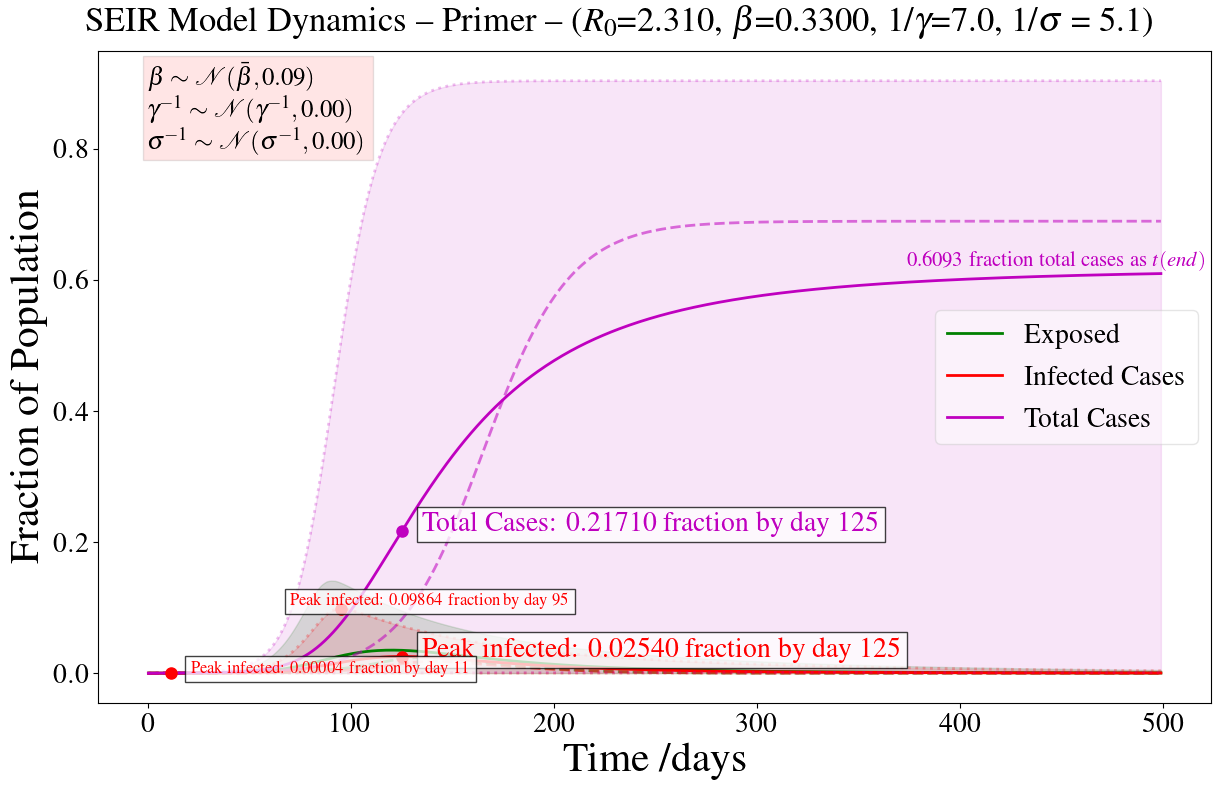 SEIR Model Dynamics – Primer – (R₀=2.310, β=0.3300, 1/γ=7.0, 1/σ = 5.1)
β ∼ 𝒩(β̄, 0.09)
γ⁻¹ ∼ 𝒩(γ⁻¹, 0.00)
σ⁻¹ ∼ 𝒩(σ⁻¹, 0.00)
Fraction of Population
0.8
0.6
0.4
0.2
0.0
0.6093 fraction total cases as t(end)
Exposed
Infected Cases
Total Cases
Total Cases: 0.21710 fraction by day 125
Peak infected: 0.09864 fraction by day 95
Peak infected: 0.02540 fraction by day 125
Peak infected: 0.00004 fraction by day 11
0 100 200 300 400 500
Time /days